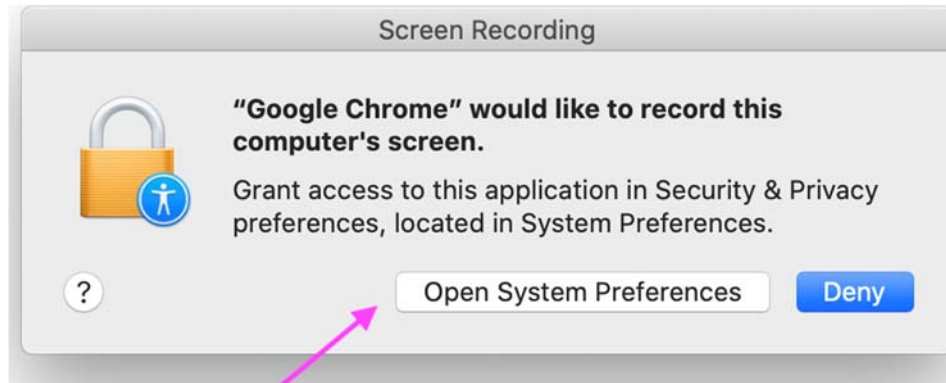 Screen Recording
“Google Chrome” would like to record this
computer's screen.
Grant access to this application in Security & Privacy
preferences, located in System Preferences.
?
Open System Preferences
Deny